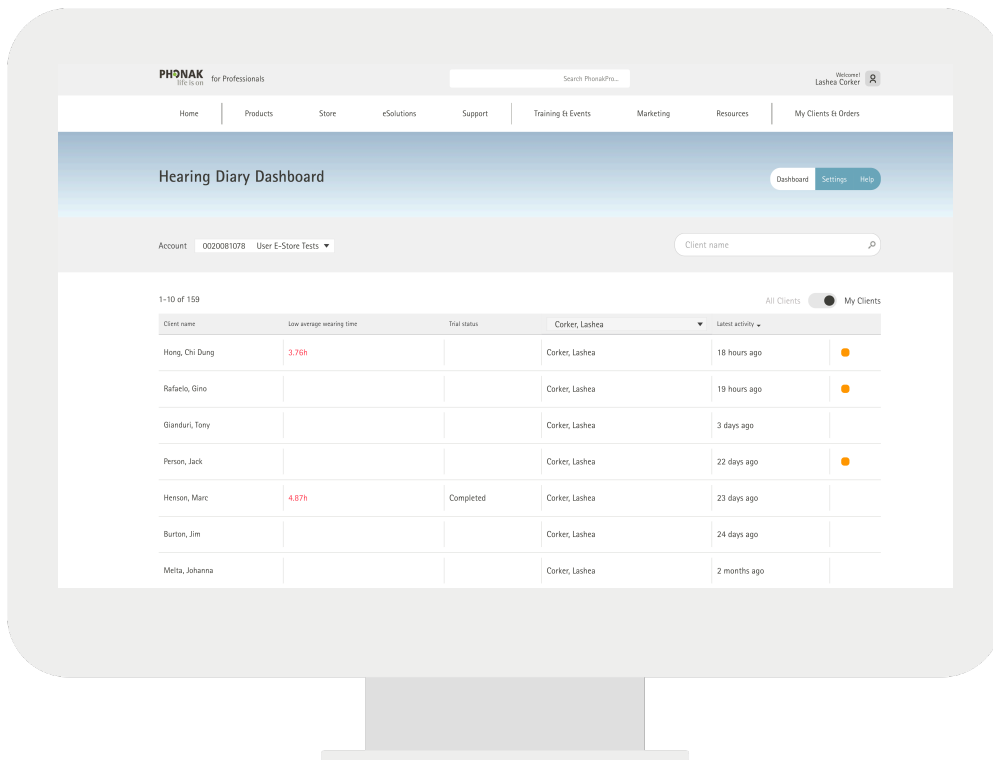 PHONAK
life is on
for Professionals
Search PhonakPro...
Welcome!
Lashea Corker
Home Products Store eSolutions Support Training & Events Marketing Resources My Clients & Orders
Hearing Diary Dashboard
Dashboard Settings Help
Account 0020081078 User E-Store Tests
Client name
1-10 of 159
All Clients My Clients
Client name Low average wearing time Trial status Corker, Lashea Latest activity
Hong, Chi Dung 3.76h Corker, Lashea 18 hours ago
Rafaelo, Gino Corker, Lashea 19 hours ago
Gianduri, Tony Corker, Lashea 3 days ago
Person, Jack Corker, Lashea 22 days ago
Henson, Marc 4.87h Completed Corker, Lashea 23 days ago
Burton, Jim Corker, Lashea 24 days ago
Melta, Johanna Corker, Lashea 2 months ago